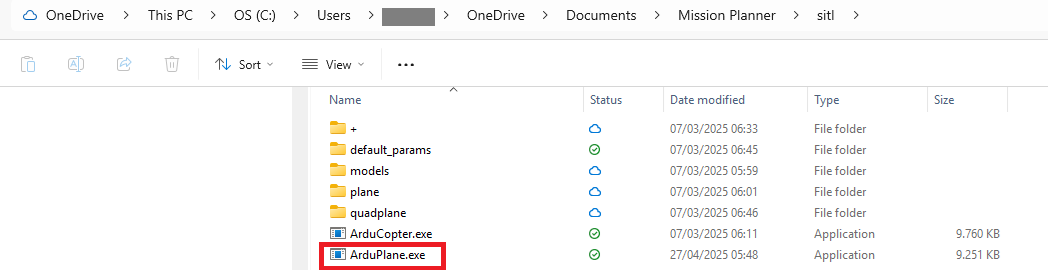 OneDrive > This PC > OS (C:) > Users > > OneDrive > Documents > Mission Planner > sitl >
Sort View •••
Name Status Date modified Type Size
+ 07/03/2025 06:33 File folder
default_params 07/03/2025 06:45 File folder
models 07/03/2025 05:59 File folder
plane 07/03/2025 06:01 File folder
quadplane 07/03/2025 06:46 File folder
ArduCopter.exe 07/03/2025 06:11 Application 9.760 KB
ArduPlane.exe 27/04/2025 05:48 Application 9.251 KB